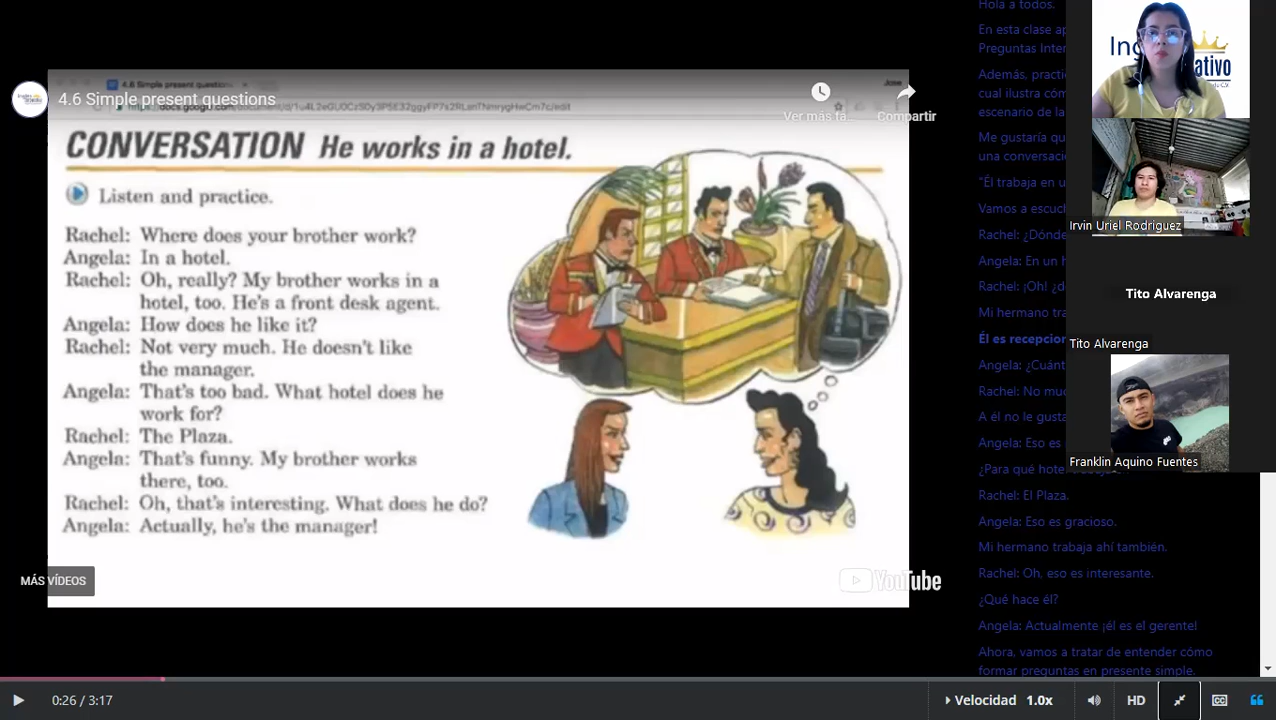 4.6 Simple present questions
Ver más fa...
Compartir
CONVERSATION He works in a hotel.
Listen and practice.
Rachel: Where does your brother work?
Angela: In a hotel.
Rachel: Oh, really? My brother works in a
hotel, too. He's a front desk agent.
Angela: How does he like it?
Rachel: Not very much. He doesn't like
the manager.
Angela: That's too bad. What hotel does he
work for?
Rachel: The Plaza.
Angela: That's funny. My brother works
there, too.
Rachel: Oh, that's interesting. What does he do?
Angela: Actually, he's the manager!
MÁS VÍDEOS
YouTube
Hola a todos.
En esta clase ap
Preguntas Inter
Además, practi
cual ilustra cóm
escenario de la
Me gustaría qu
una conversació
"Él trabaja en u
Vamos a escuch
Rachel: ¿Dónde
Angela: En un h
Rachel: ¡Oh! ¿d
Mi hermano tra
Él es recepcion
Angela: ¿Cuánt
Rachel: No muc
A él no le gusta
Angela: Eso es
¿Para qué hote
Rachel: El Plaza.
Angela: Eso es gracioso.
Mi hermano trabaja ahí también.
Rachel: Oh, eso es interesante.
¿Qué hace él?
Angela: Actualmente ¡él es el gerente!
Ahora, vamos a tratar de entender cómo
formar preguntas en presente simple.
Irvin Uriel Rodriguez
Tito Alvarenga
Tito Alvarenga
Franklin Aquino Fuentes
0:26 / 3:17
Velocidad 1.0x
HD